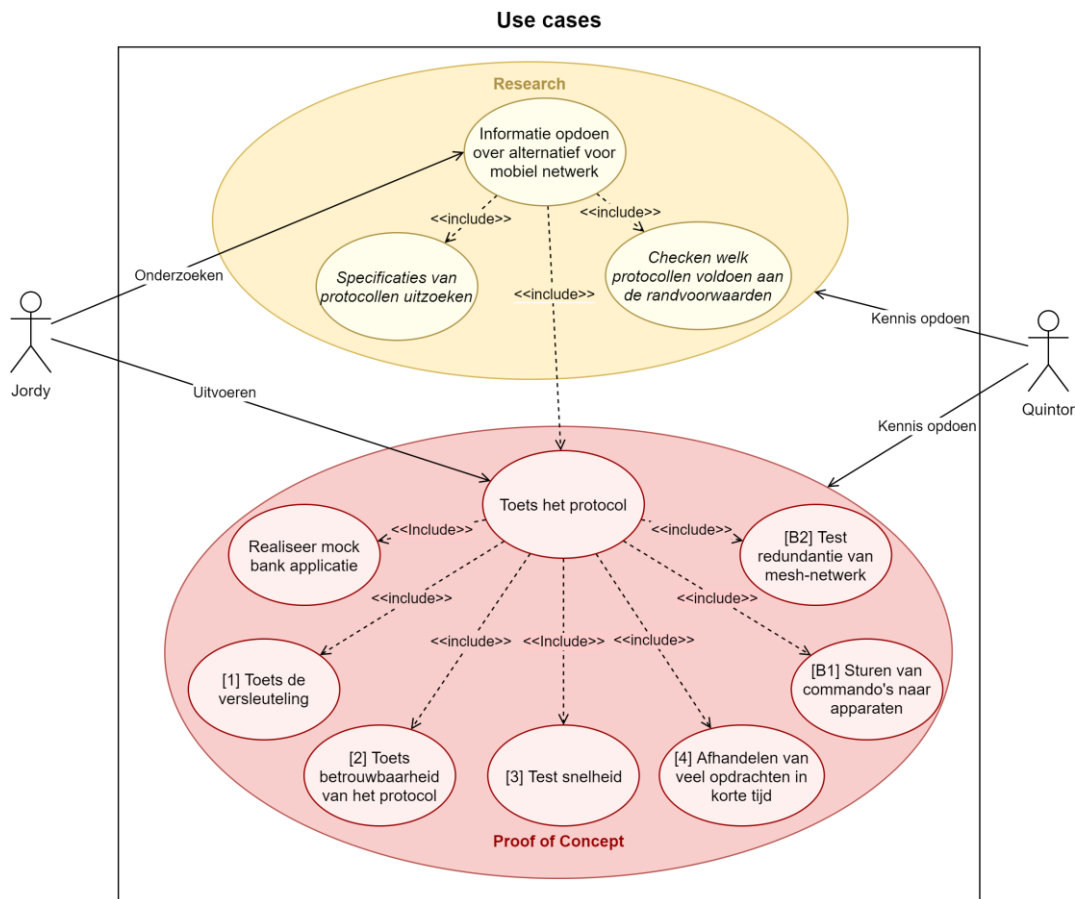 Use cases
Research
Informatie opdoen
over alternatief voor
mobiel netwerk
<<include>>
<<include>>
Specificaties van
protocollen uitzoeken
Checken welk
protocollen voldoen aan
de randvoorwaarden
<<include>>
Onderzoeken
Kennis opdoen
Jordy
Quintor
Uitvoeren
Kennis opdoen
Toets het protocol
<<Include>>
<<include>>
Realiseer mock
bank applicatie
[B2] Test
redundantie van
mesh-netwerk
<<include>>
<<include>>
<<include>>
<<Include>>
<<include>>
[1] Toets de
versleuteling
[B1] Sturen van
commando's naar
apparaten
[2] Toets
betrouwbaarheid
van het protocol
[3] Test snelheid
[4] Afhandelen van
veel opdrachten in
korte tijd
Proof of Concept